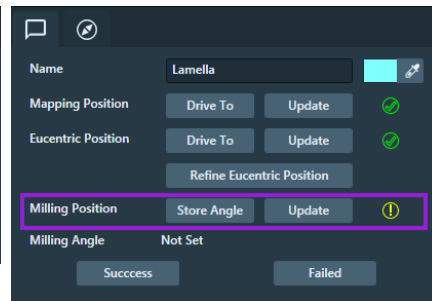 Name Lamella
Mapping Position Drive To Update
Eucentric Position Drive To Update
Refine Eucentric Position
Milling Position Store Angle Update
Milling Angle Not Set
Succcess Failed